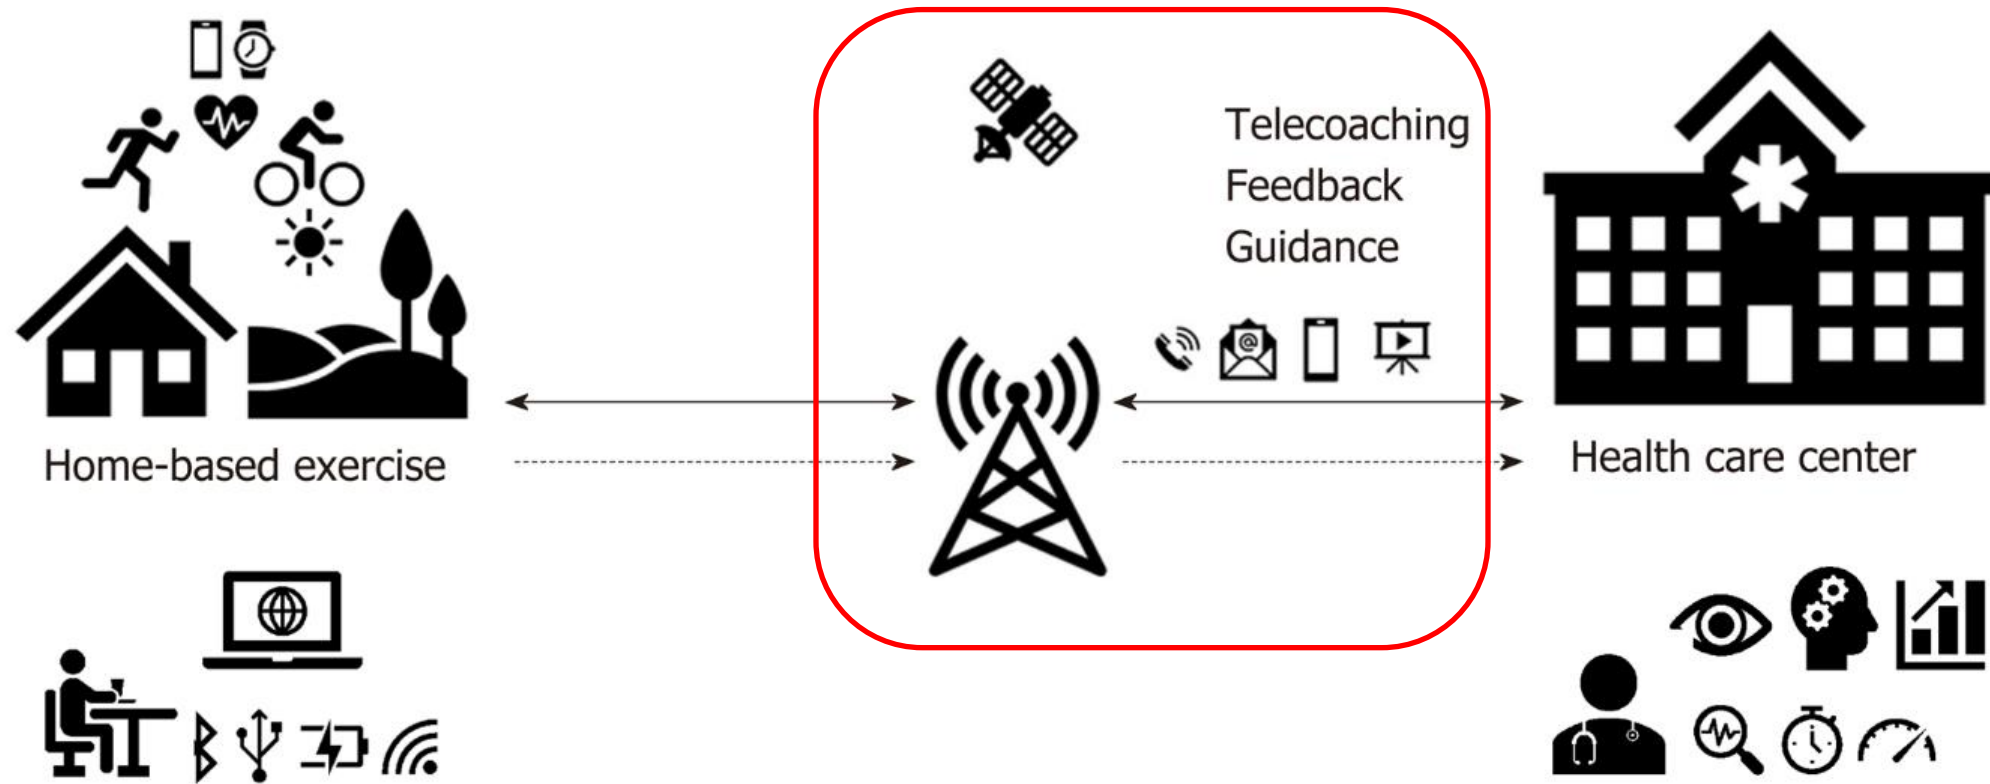 Telecoaching
Feedback
Guidance
@
Home-based exercise
Health care center